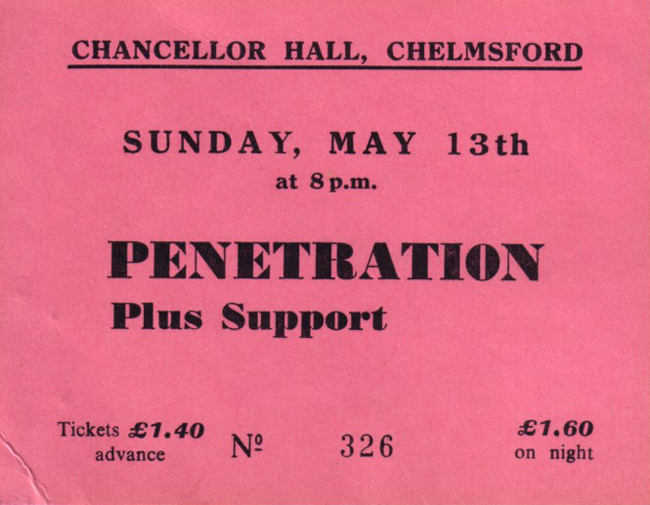 CHANCELLOR HALL, CHELMSFORD
SUNDAY, MAY 13th
at 8 p.m.
PENETRATION
Plus Support
Tickets £1.40
advance
Nº 326
£1.60
on night